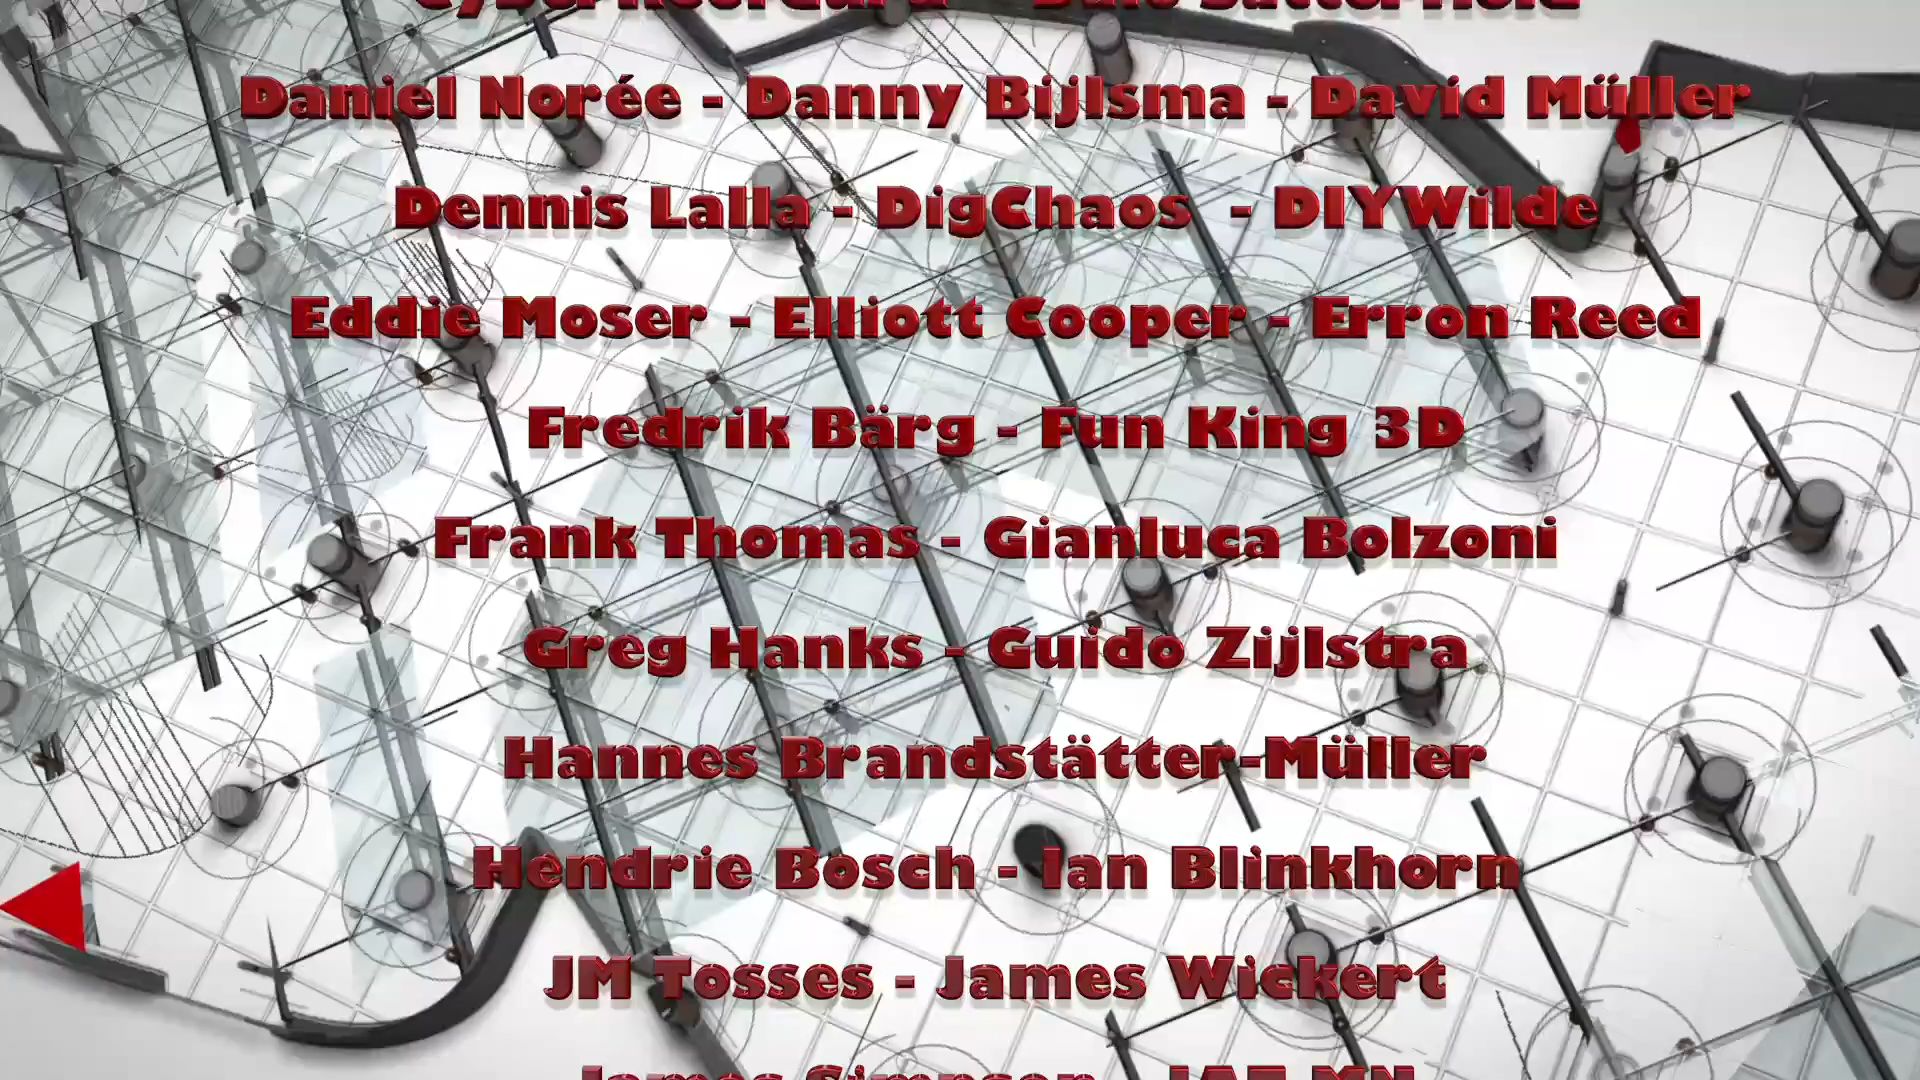 Daniel Norée - Danny Bijlsma - David Müller
Dennis Lalla - DigChaos - DIYWilde
Eddie Moser - Elliott Cooper - Erron Reed
Fredrik Bärg - Fun King 3D
Frank Thomas - Gianluca Bolzoni
Greg Hanks - Guido Zijlstra
Hannes Brandstätter-Müller
Hendrie Bosch - Ian Blinkhorn
JM Tosses - James Wickert
James Simpson -